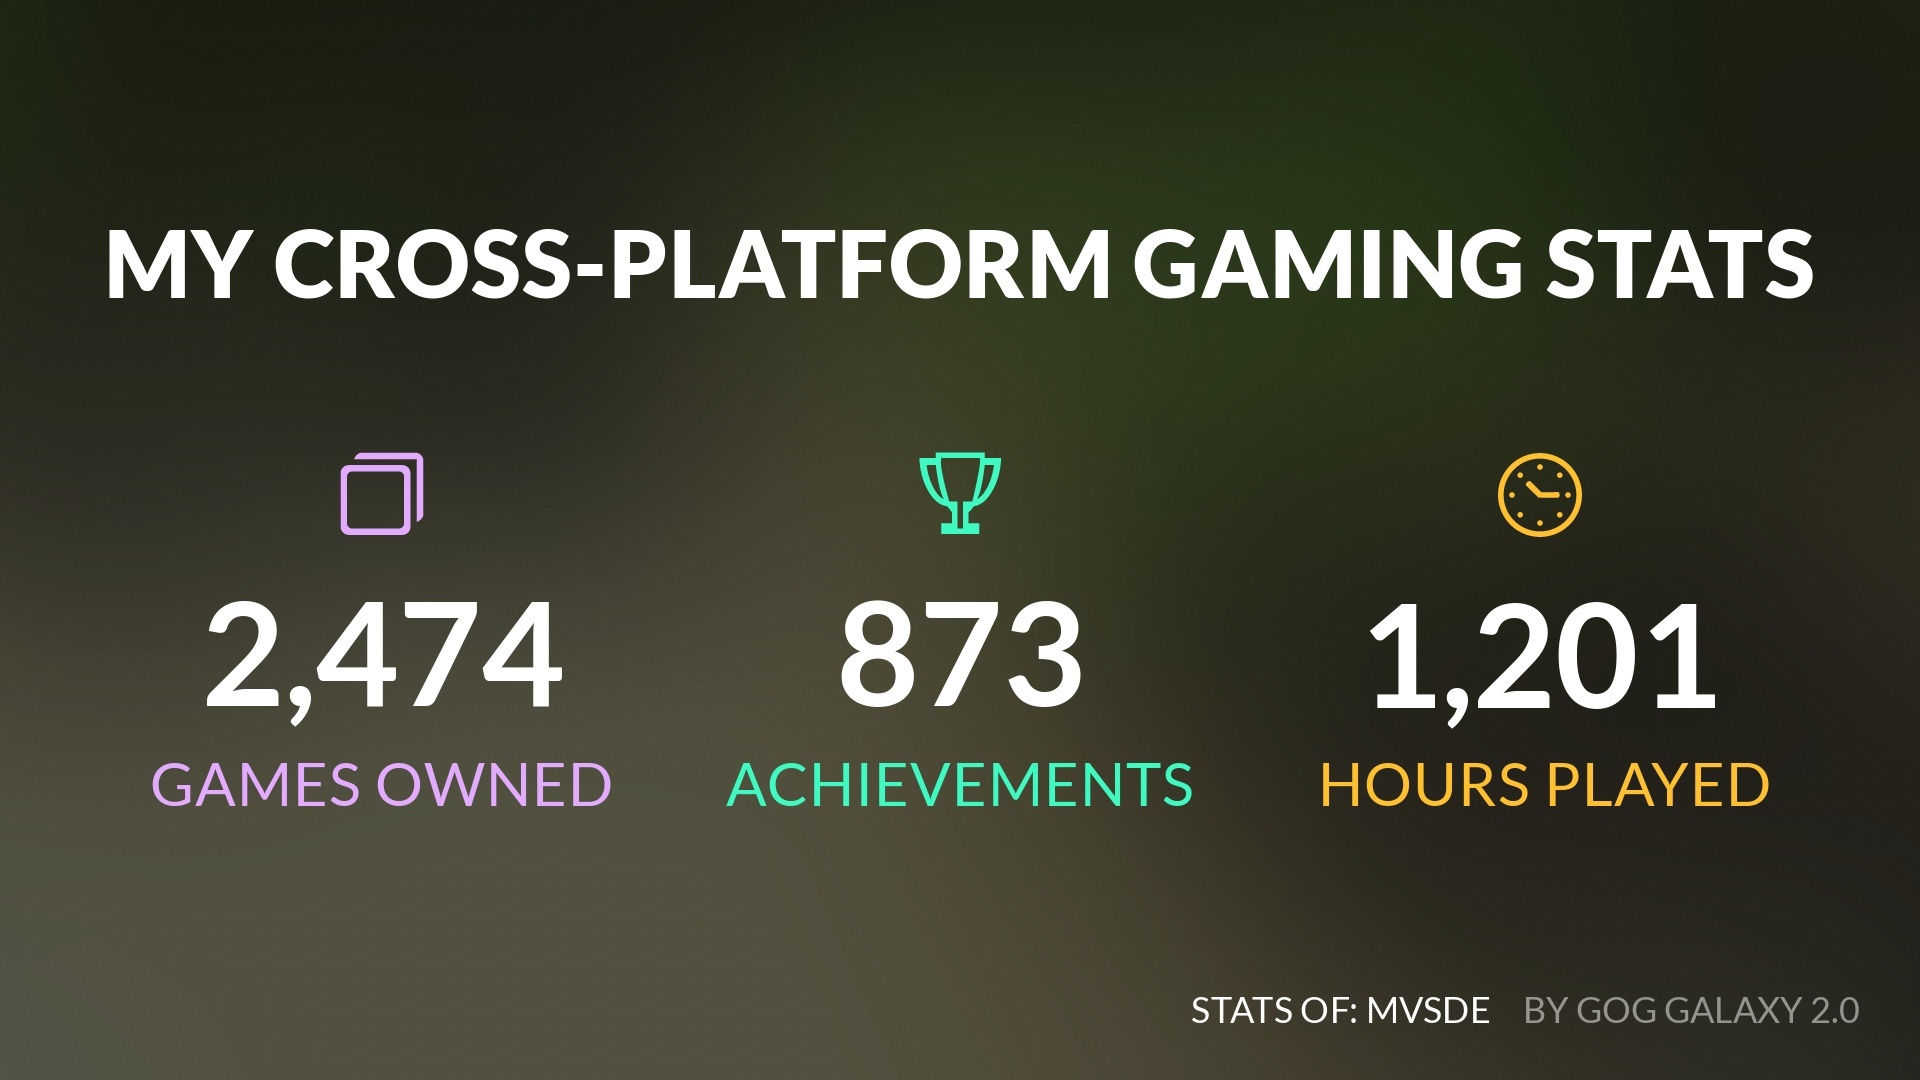 MY CROSS-PLATFORM GAMING STATS
2,474
873
1,201
GAMES OWNED
ACHIEVEMENTS
HOURS PLAYED
STATS OF: MVSDE BY GOG GALAXY 2.0